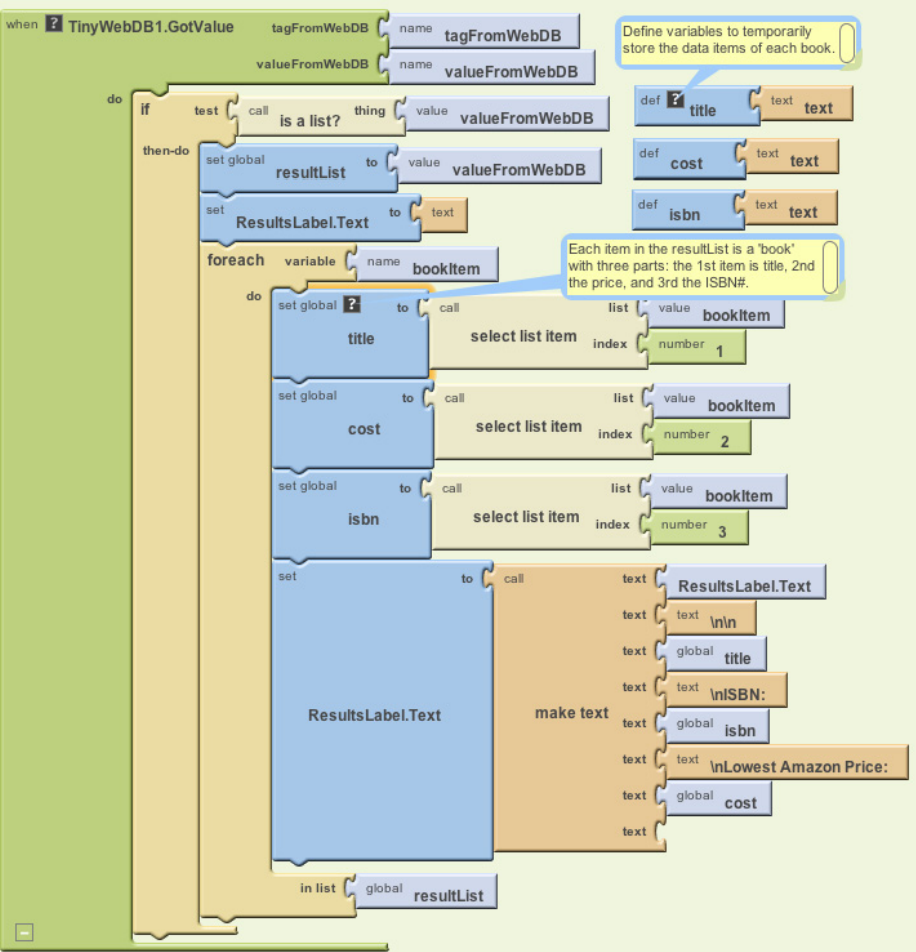 when ? TinyWebDB1.GotValue tagFromWebDB name tagFromWebDB
valueFromWebDB name valueFromWebDB
Define variables to temporarily
store the data items of each book.
do if test call is a list? thing value valueFromWebDB
def ? title text text
then-do set global resultList to value valueFromWebDB
def cost text text
set ResultsLabel.Text to text
def isbn text text
foreach variable name bookItem
Each item in the resultList is a 'book'
with three parts: the 1st item is title, 2nd
the price, and 3rd the ISBN#.
do set global ? title to call select list item list value bookItem
index number 1
set global cost to call select list item list value bookItem
index number 2
set global isbn to call select list item list value bookItem
index number 3
set ResultsLabel.Text to call make text text ResultsLabel.Text
text text \n\n
text global title
text text \nISBN:
text global isbn
text text \nLowest Amazon Price:
text global cost
text
in list global resultList